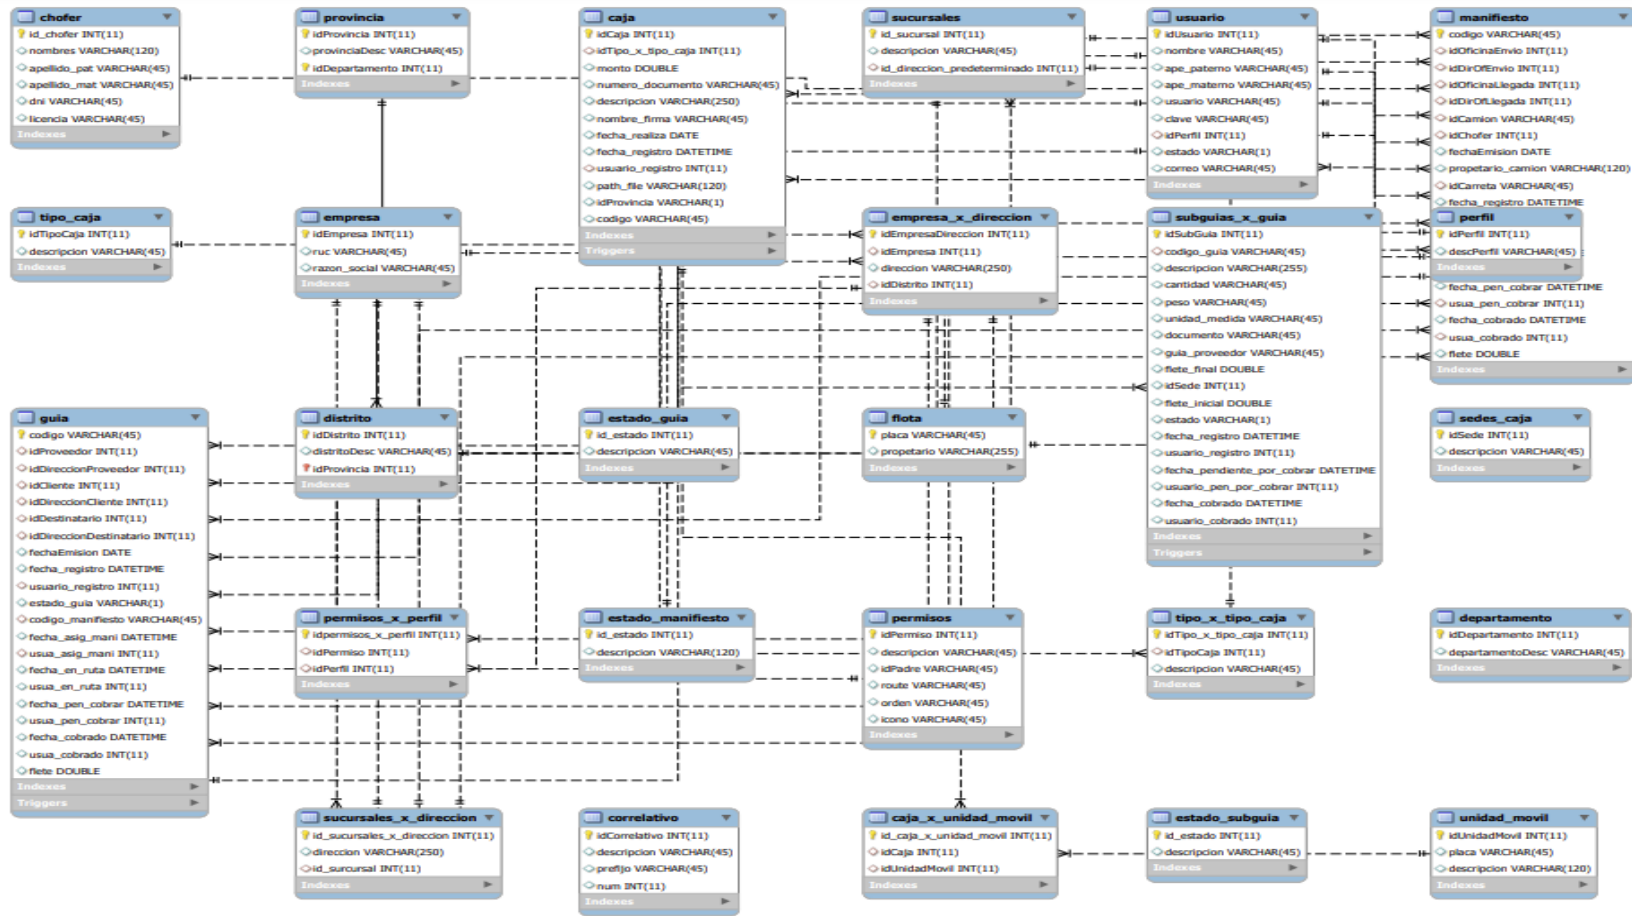 chofer
id_chofer INT(11)
nombres VARCHAR(120)
apellido_pat VARCHAR(45)
apellido_mat VARCHAR(45)
dni VARCHAR(45)
licencia VARCHAR(45)
Indexes
provincia
idProvincia INT(11)
provinciaDesc VARCHAR(45)
idDepartamento INT(11)
Indexes
caja
idCaja INT(11)
idTipo_x_tipo_caja INT(11)
monto DOUBLE
numero_documento VARCHAR(45)
descripcion VARCHAR(250)
nombre_firma VARCHAR(45)
fecha_realiza DATE
fecha_registro DATETIME
usuario_registro INT(11)
path_file VARCHAR(120)
idProvincia VARCHAR(1)
codigo VARCHAR(45)
Indexes
Triggers
sucursales
id_sucursal INT(11)
descripcion VARCHAR(45)
id_direccion_predeterminado INT(11)
Indexes
usuario
idUsuario INT(11)
nombre VARCHAR(45)
ape_paterno VARCHAR(45)
ape_materno VARCHAR(45)
usuario VARCHAR(45)
clave VARCHAR(45)
idPerfil INT(11)
estado VARCHAR(1)
correo VARCHAR(45)
Indexes
manifiesto
codigo VARCHAR(45)
idOficinaEnvio INT(11)
idDirOfEnvio INT(11)
idOficinaLlegada INT(11)
idDirOfLlegada INT(11)
idCamion VARCHAR(45)
idChofer INT(11)
fechaEmision DATE
propetario_camion VARCHAR(120)
idCarreta VARCHAR(45)
fecha_registro DATETIME
fecha_pen_cobrar DATETIME
usua_pen_cobrar INT(11)
fecha_cobrado DATETIME
usua_cobrado INT(11)
flete DOUBLE
Indexes
tipo_caja
idTipoCaja INT(11)
descripcion VARCHAR(45)
Indexes
empresa
idEmpresa INT(11)
ruc VARCHAR(45)
razon_social VARCHAR(45)
Indexes
empresa_x_direccion
idEmpresaDireccion INT(11)
idEmpresa INT(11)
direccion VARCHAR(250)
idDistrito INT(11)
Indexes
subguias_x_guia
idSubGuia INT(11)
codigo_guia VARCHAR(45)
descripcion VARCHAR(255)
cantidad VARCHAR(45)
peso VARCHAR(45)
unidad_medida VARCHAR(45)
documento VARCHAR(45)
guia_proveedor VARCHAR(45)
flete_final DOUBLE
idSede INT(11)
flete_inicial DOUBLE
estado VARCHAR(1)
fecha_registro DATETIME
usuario_registro INT(11)
fecha_pendiente_por_cobrar DATETIME
usuario_pen_por_cobrar INT(11)
fecha_cobrado DATETIME
usuario_cobrado INT(11)
Indexes
Triggers
perfil
idPerfil INT(11)
descPerfil VARCHAR(45)
Indexes
guia
codigo VARCHAR(45)
idProveedor INT(11)
idDireccionProveedor INT(11)
idCliente INT(11)
idDireccionCliente INT(11)
idDestinatario INT(11)
idDireccionDestinatario INT(11)
fechaEmision DATE
fecha_registro DATETIME
usuario_registro INT(11)
estado_guia VARCHAR(1)
codigo_manifiesto VARCHAR(45)
fecha_asig_mani DATETIME
usua_asig_mani INT(11)
fecha_en_ruta DATETIME
usua_en_ruta INT(11)
fecha_pen_cobrar DATETIME
usua_pen_cobrar INT(11)
fecha_cobrado DATETIME
usua_cobrado INT(11)
flete DOUBLE
Indexes
Triggers
distrito
idDistrito INT(11)
distritoDesc VARCHAR(45)
idProvincia INT(11)
Indexes
estado_guia
id_estado INT(11)
descripcion VARCHAR(45)
Indexes
flota
placa VARCHAR(45)
propetario VARCHAR(255)
Indexes
sedes_caja
idSede INT(11)
descripcion VARCHAR(45)
Indexes
permisos_x_perfil
idpermisos_x_perfil INT(11)
idPermiso INT(11)
idPerfil INT(11)
Indexes
estado_manifiesto
id_estado INT(11)
descripcion VARCHAR(120)
Indexes
permisos
idPermiso INT(11)
descripcion VARCHAR(45)
idPadre VARCHAR(45)
route VARCHAR(45)
orden VARCHAR(45)
icono VARCHAR(45)
Indexes
tipo_x_tipo_caja
idTipo_x_tipo_caja INT(11)
idTipoCaja INT(11)
descripcion VARCHAR(45)
Indexes
departamento
idDepartamento INT(11)
departamentoDesc VARCHAR(45)
Indexes
sucursales_x_direccion
id_sucursales_x_direccion INT(11)
direccion VARCHAR(250)
id_surcursal INT(11)
Indexes
correlativo
idCorrelativo INT(11)
descripcion VARCHAR(45)
prefijo VARCHAR(45)
num INT(11)
Indexes
caja_x_unidad_movil
id_caja_x_unidad_movil INT(11)
idCaja INT(11)
idUnidadMovil INT(11)
Indexes
estado_subguia
id_estado INT(11)
descripcion VARCHAR(45)
Indexes
unidad_movil
idUnidadMovil INT(11)
placa VARCHAR(45)
descripcion VARCHAR(120)
Indexes